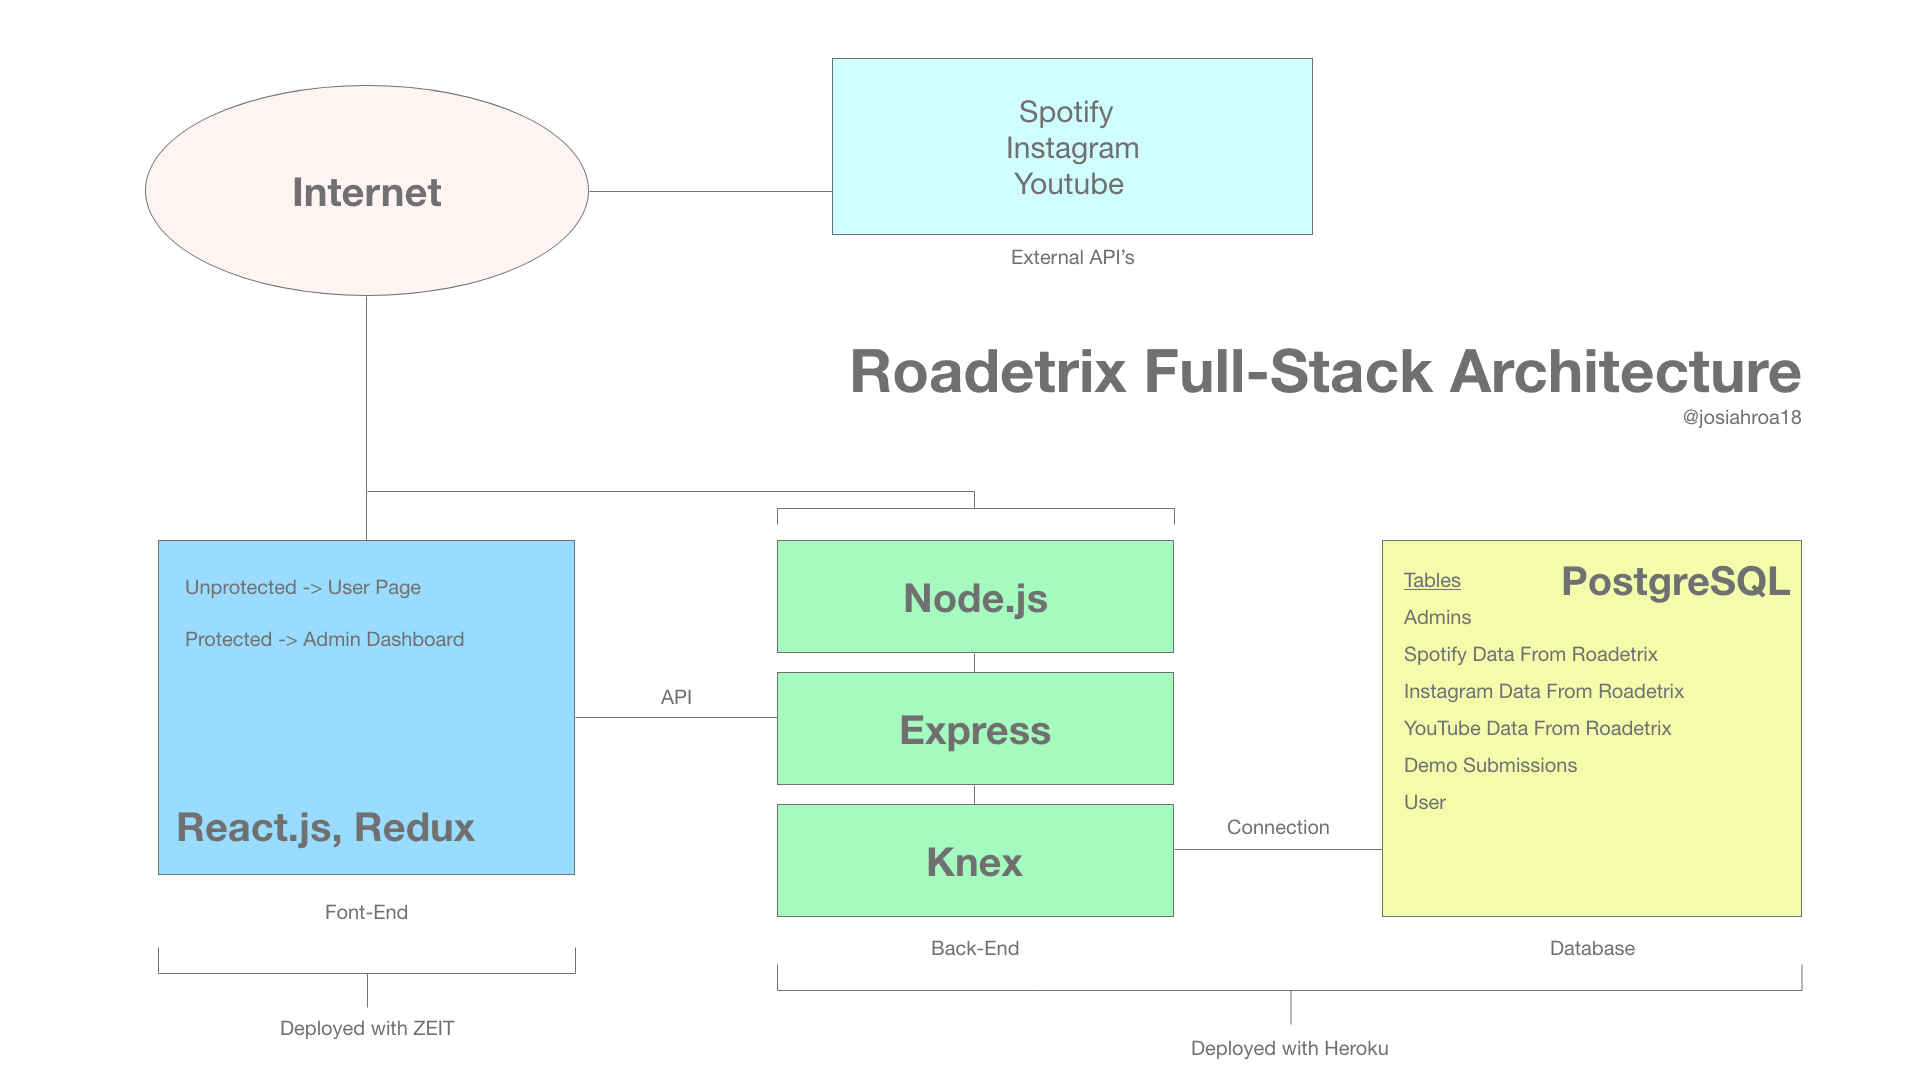 Internet
Spotify
Instagram
Youtube
External API’s
Roadetrix Full-Stack Architecture
@josiahroa18
Unprotected -> User Page
Protected -> Admin Dashboard
React.js, Redux
Font-End
Deployed with ZEIT
API
Node.js
Express
Knex
Back-End
Connection
PostgreSQL
Tables
Admins
Spotify Data From Roadetrix
Instagram Data From Roadetrix
YouTube Data From Roadetrix
Demo Submissions
User
Database
Deployed with Heroku